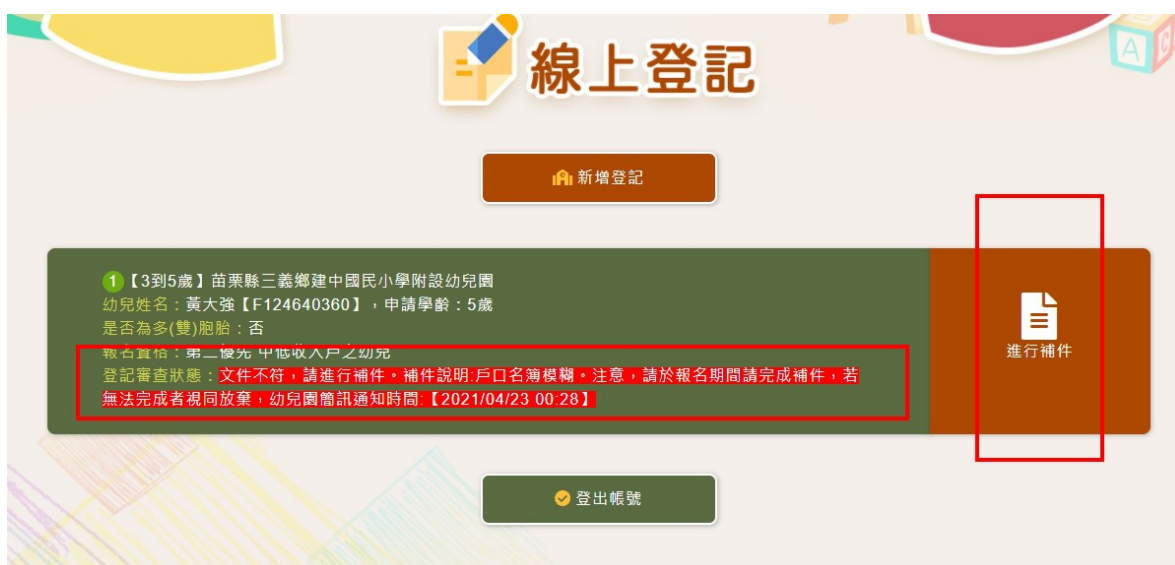 線上登記
新增登記
1【3到5歲】苗栗縣三義鄉建中國民小學附設幼兒園
幼兒姓名：黃大強【F124640360】，申請學齡：5歲
是否為多(雙)胞胎：否
報名資格：第二優先 中低收入戶之幼兒
登記審查狀態：文件不符，請進行補件。補件說明:戶口名簿模糊。注意，請於報名期間請完成補件，若
無法完成者視同放棄，幼兒園簡訊通知時間:【2021/04/23 00:28】
進行補件
登出帳號
A